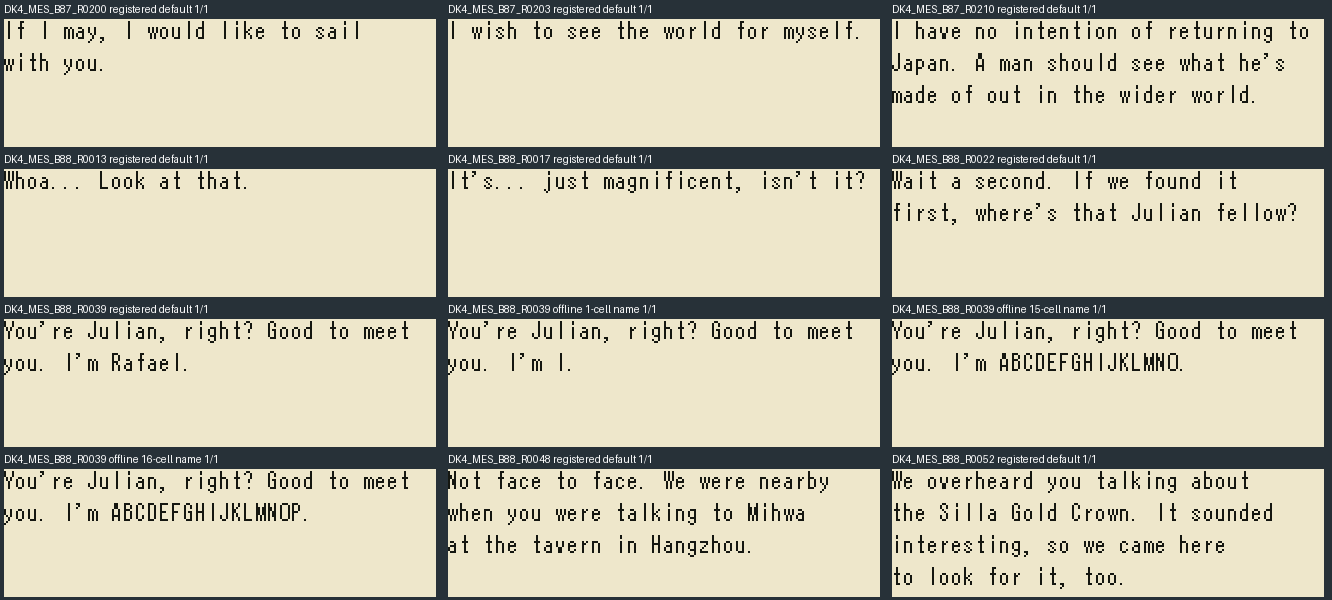 DK4_MES_B87_R0200 registered default 1/1
If I may, I would like to sail
with you.
DK4_MES_B87_R0203 registered default 1/1
I wish to see the world for myself.
DK4_MES_B87_R0210 registered default 1/1
I have no intention of returning to
Japan. A man should see what he's
made of out in the wider world.
DK4_MES_B88_R0013 registered default 1/1
Whoa... Look at that.
DK4_MES_B88_R0017 registered default 1/1
It's... just magnificent, isn't it?
DK4_MES_B88_R0022 registered default 1/1
Wait a second. If we found it
first, where's that Julian fellow?
DK4_MES_B88_R0039 registered default 1/1
You're Julian, right? Good to meet
you. I'm Rafael.
DK4_MES_B88_R0039 offline 1-cell name 1/1
You're Julian, right? Good to meet
you. I'm I.
DK4_MES_B88_R0039 offline 15-cell name 1/1
You're Julian, right? Good to meet
you. I'm ABCDEFGHIJKLMNO.
DK4_MES_B88_R0039 offline 16-cell name 1/1
You're Julian, right? Good to meet
you. I'm ABCDEFGHIJKLMNOP.
DK4_MES_B88_R0048 registered default 1/1
Not face to face. We were nearby
when you were talking to Mihwa
at the tavern in Hangzhou.
DK4_MES_B88_R0052 registered default 1/1
We overheard you talking about
the Silla Gold Crown. It sounded
interesting, so we came here
to look for it, too.